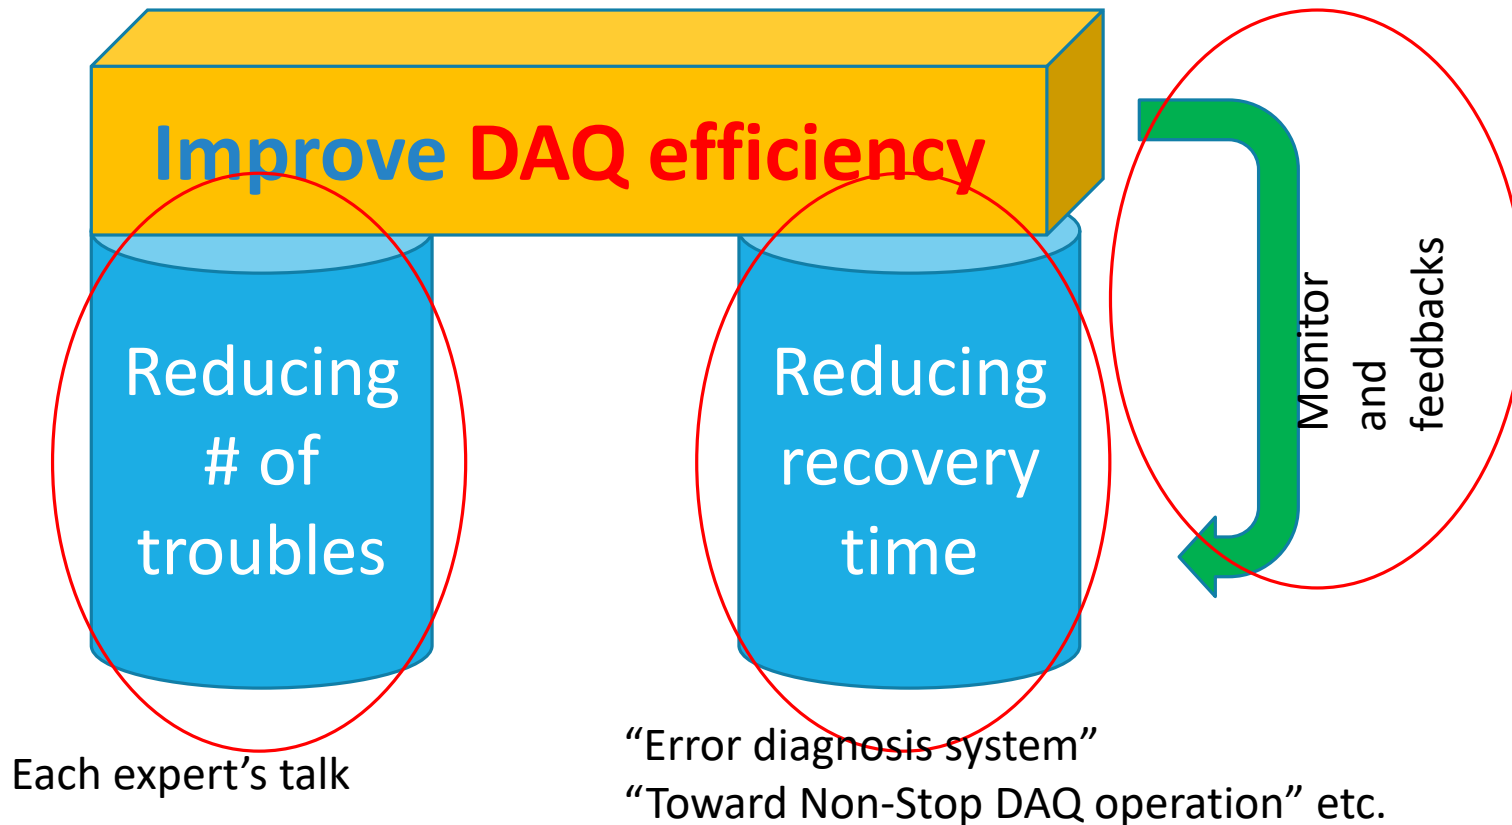 Improve DAQ efficiency
Reducing
# of
troubles
Reducing
recovery
time
Monitor
and
feedbacks
Each expert’s talk
“Error diagnosis system”
“Toward Non-Stop DAQ operation” etc.